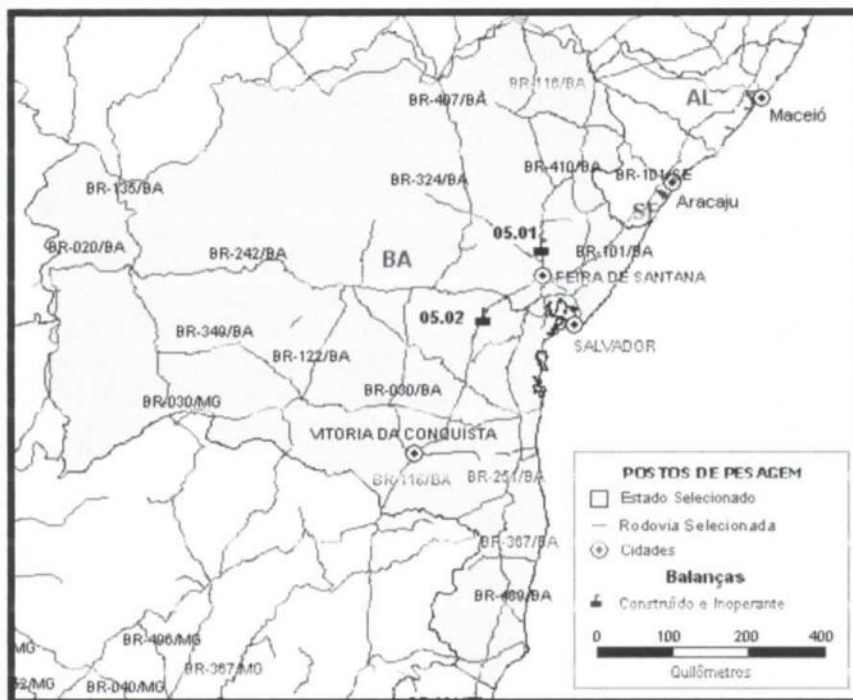 BR-116/BA
BR-407/BA
AL
Maceió
BR-410/BA
BR-101/SE
BR-324/BA
BR-135/BA
Aracaju
SE
05.01
BR-020/BA
BR-242/BA
BA
BR-101/BA
FEIRA DE SANTANA
05.02
BR-349/BA
SALVADOR
BR-122/BA
BR-030/BA
BR-030/MG
VITORIA DA CONQUISTA
BR-116/BA
BR-251/BA
BR-367/BA
BR-489/BA
BR-496/MG
MG
BR-367/MG
BR-040/MG
POSTOS DE PESAGEM
Estado Selecionado
Rodovia Selecionada
Cidades
Balanças
Construído e Inoperante
0 100 200 400
Quilômetros